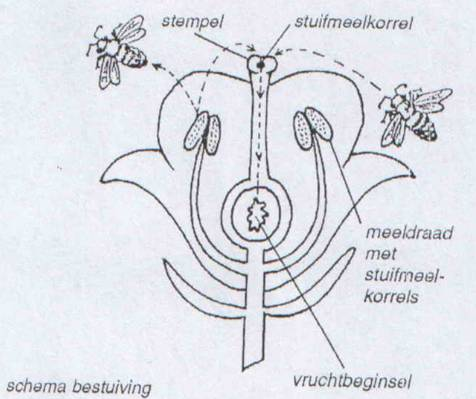 stempel
stuifmeelkorrel
meeldraad
met
stuifmeel-
korrels
vruchtbeginsel
schema bestuiving